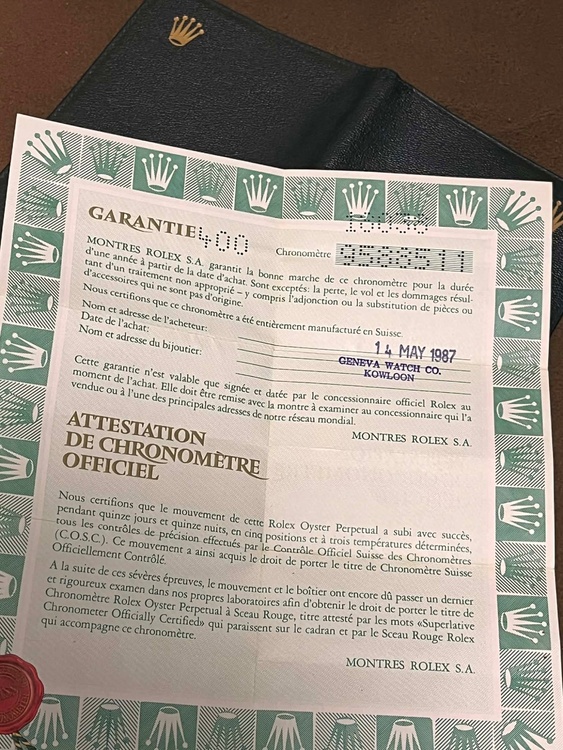 GARANTIE 400
Chronomètre
MONTRES ROLEX S.A. garantit la bonne marche de ce chronomètre pour la durée
d'une année à partir de la date d'achat. Sont exceptés: la perte, le vol et les dommages résul-
tant d'un traitement non approprié – y compris l'adjonction ou la substitution de pièces ou
d'accessoires qui ne sont pas d'origine.
Nous certifions que ce chronomètre a été entièrement manufacturé en Suisse.
Nom et adresse de l'acheteur:
Date de l'achat: 14 MAY 1987
Nom et adresse du bijoutier: GENEVA WATCH CO.
KOWLOON
Cette garantie n'est valable que signée et datée par le concessionnaire officiel Rolex au
moment de l'achat. Elle doit être remise avec la montre à examiner au concessionnaire qui l'a
vendue ou à l'une des principales adresses de notre réseau mondial.
MONTRES ROLEX S.A.
ATTESTATION
DE CHRONOMÈTRE
OFFICIEL
Nous certifions que le mouvement de cette Rolex Oyster Perpetual a subi avec succès,
pendant quinze jours et quinze nuits, en cinq positions et à trois températures déterminées,
tous les contrôles de précision effectués par le Contrôle Officiel Suisse des Chronomètres
(C.O.S.C.). Ce mouvement a ainsi acquis le droit de porter le titre de Chronomètre Suisse
Officiellement Contrôlé.
A la suite de ces sévères épreuves, le mouvement et le boîtier ont encore dû passer un dernier
et rigoureux examen dans nos propres laboratoires afin d'obtenir le droit de porter le titre de
Chronomètre Rolex Oyster Perpetual à Sceau Rouge, titre attesté par les mots «Superlative
Chronometer Officially Certified» qui paraissent sur le cadran et par le Sceau Rouge Rolex
qui accompagne ce chronomètre.
MONTRES ROLEX S.A.